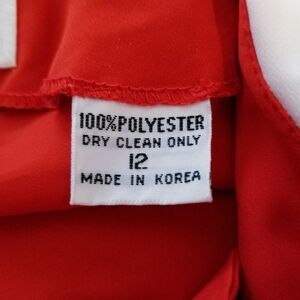 100%POLYESTER
DRY CLEAN ONLY
12
MADE IN KOREA